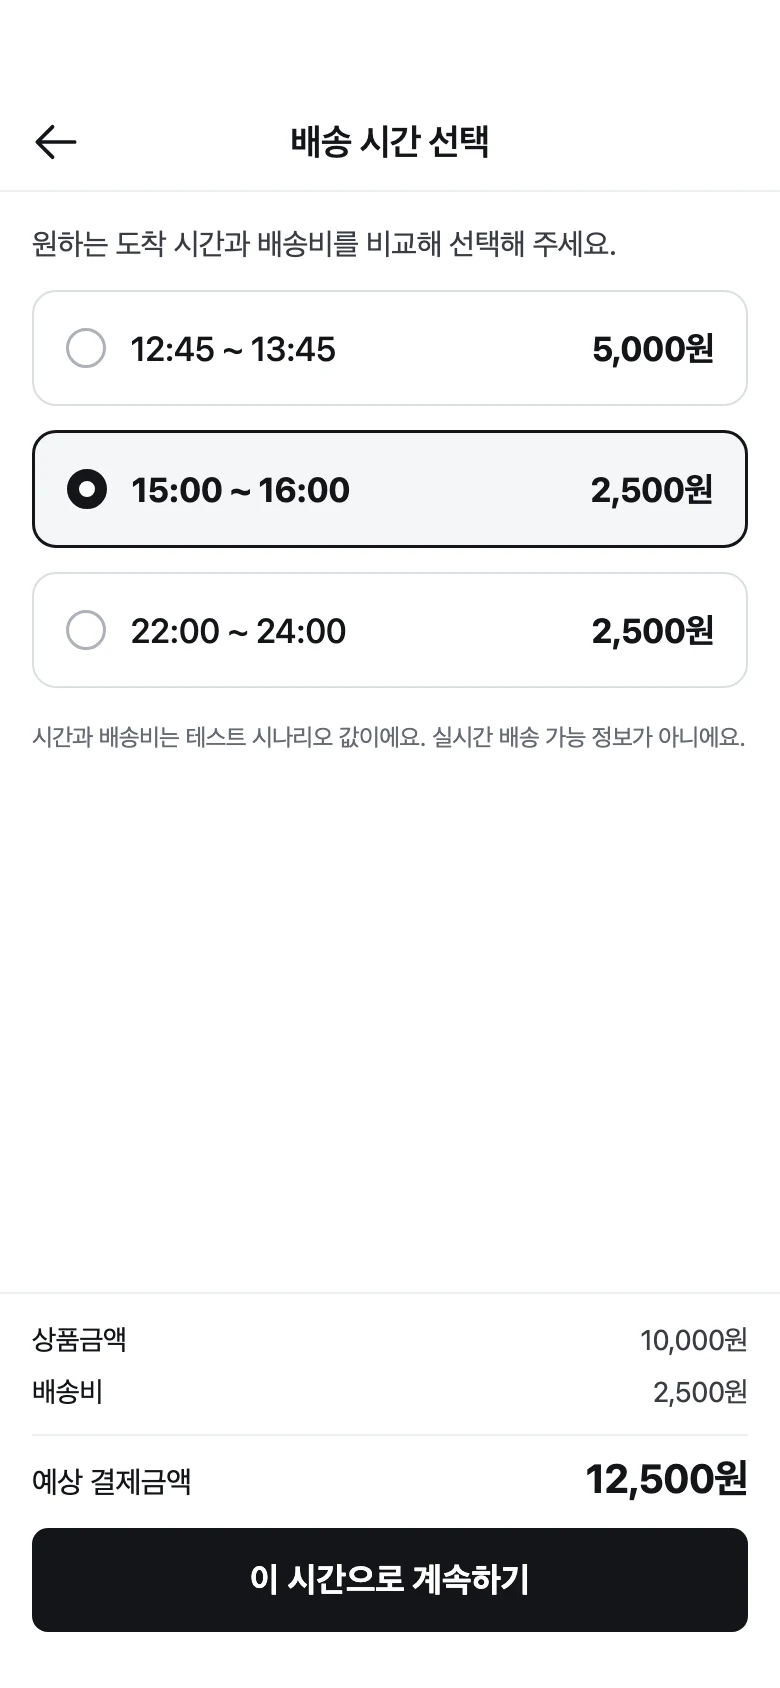 배송 시간 선택
원하는 도착 시간과 배송비를 비교해 선택해 주세요.
12:45 ~ 13:45 5,000원
15:00 ~ 16:00 2,500원
22:00 ~ 24:00 2,500원
시간과 배송비는 테스트 시나리오 값이에요. 실시간 배송 가능 정보가 아니에요.
상품금액 10,000원
배송비 2,500원
예상 결제금액 12,500원
이 시간으로 계속하기